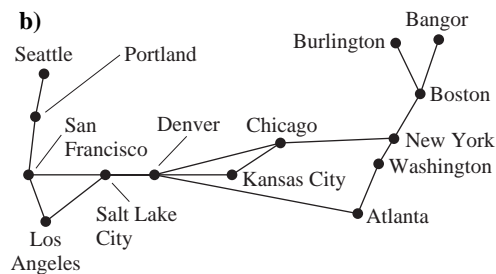 b)
Bangor
Burlington
Seattle
Portland
Boston
San
Francisco
Denver
Chicago
New York
Washington
Kansas City
Salt Lake
City
Atlanta
Los
Angeles